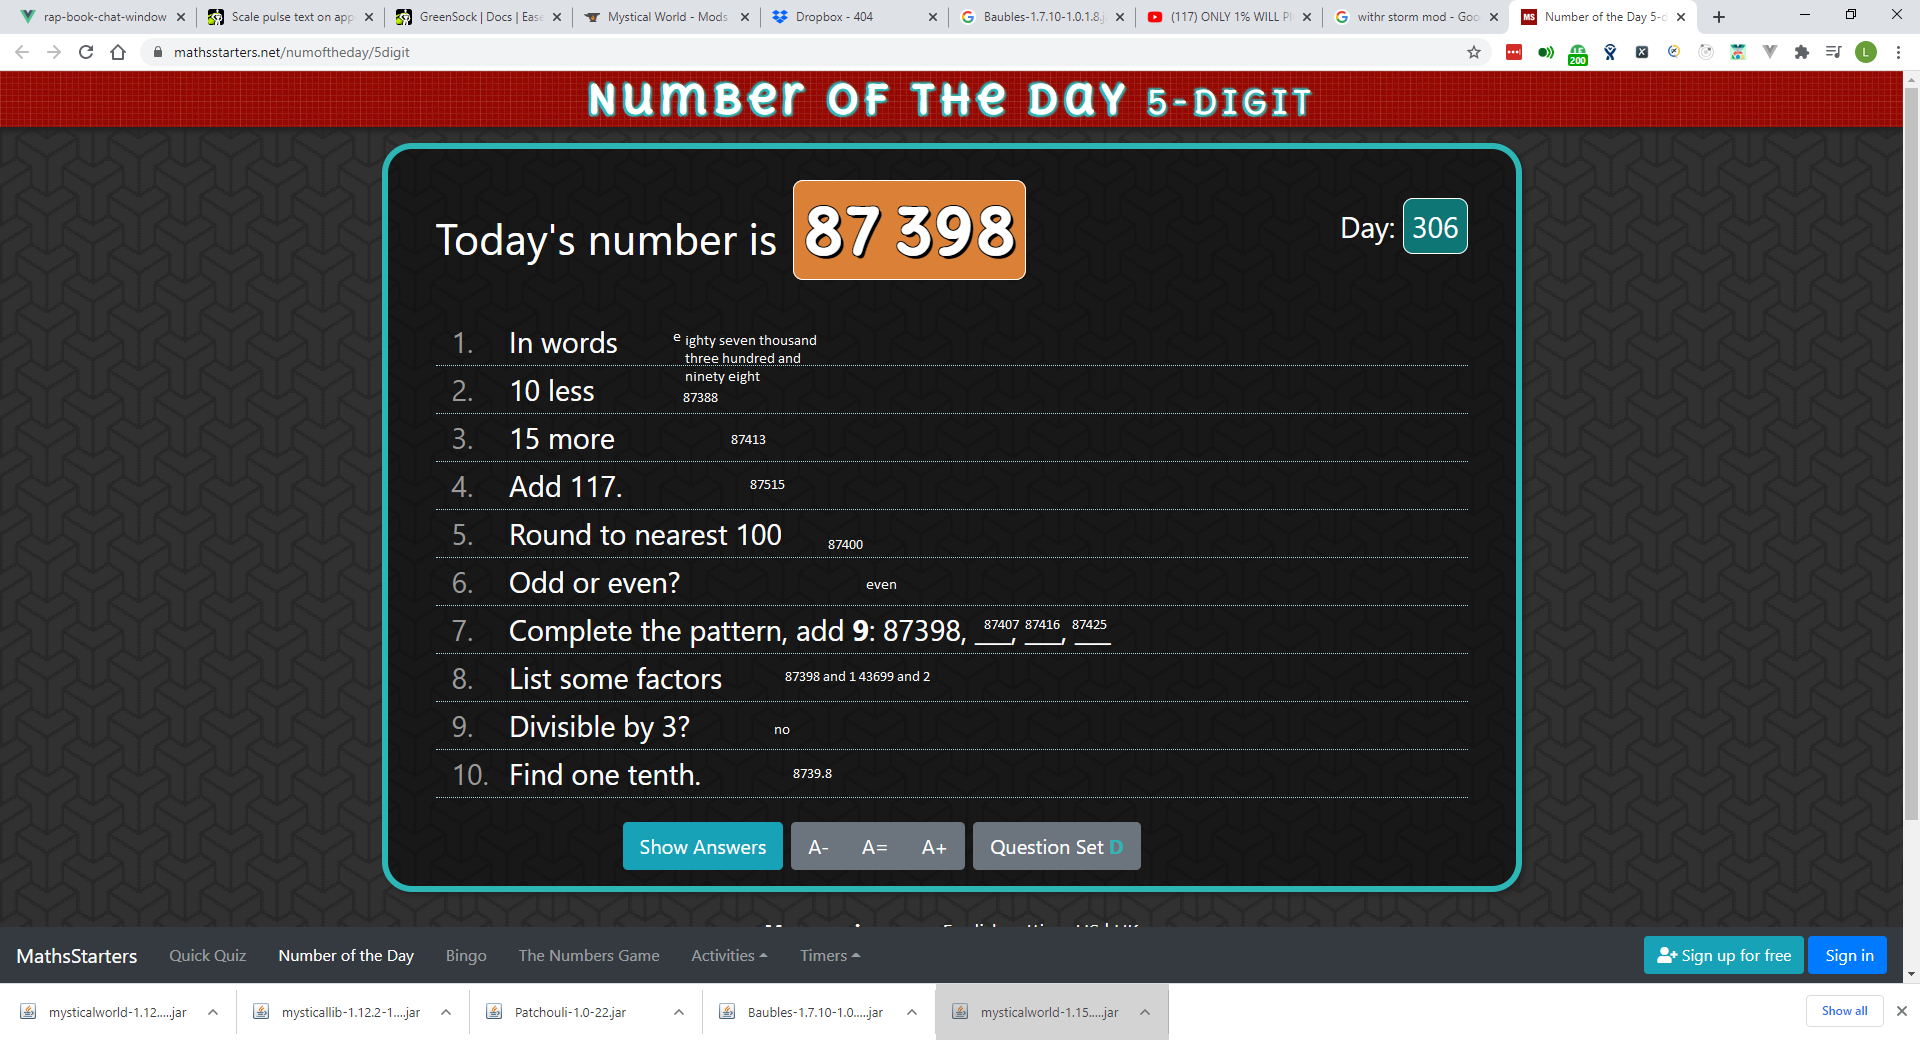 rap-book-chat-window
Scale pulse text on app
GreenSock | Docs | Ease
Mystical World - Mods
Dropbox - 404
Baubles-1.7.10-1.0.1.8.j
(117) ONLY 1% WILL PI
withr storm mod - Goo
MS Number of the Day 5-d
mathsstarters.net/numoftheday/5digit
200
L
Number of the Day 5-Digit
Today's number is 87 398
Day: 306
1. In words e ighty seven thousand
three hundred and
ninety eight
2. 10 less 87388
3. 15 more 87413
4. Add 117. 87515
5. Round to nearest 100 87400
6. Odd or even? even
7. Complete the pattern, add 9: 87398, 87407, 87416, 87425
8. List some factors 87398 and 1 43699 and 2
9. Divisible by 3? no
10. Find one tenth. 8739.8
Show Answers A- A= A+ Question Set D
MathsStarters Quick Quiz Number of the Day Bingo The Numbers Game Activities Timers Sign up for free Sign in
mysticalworld-1.12.....jar
mysticallib-1.12.2-1....jar
Patchouli-1.0-22.jar
Baubles-1.7.10-1.0.....jar
mysticalworld-1.15.....jar
Show all